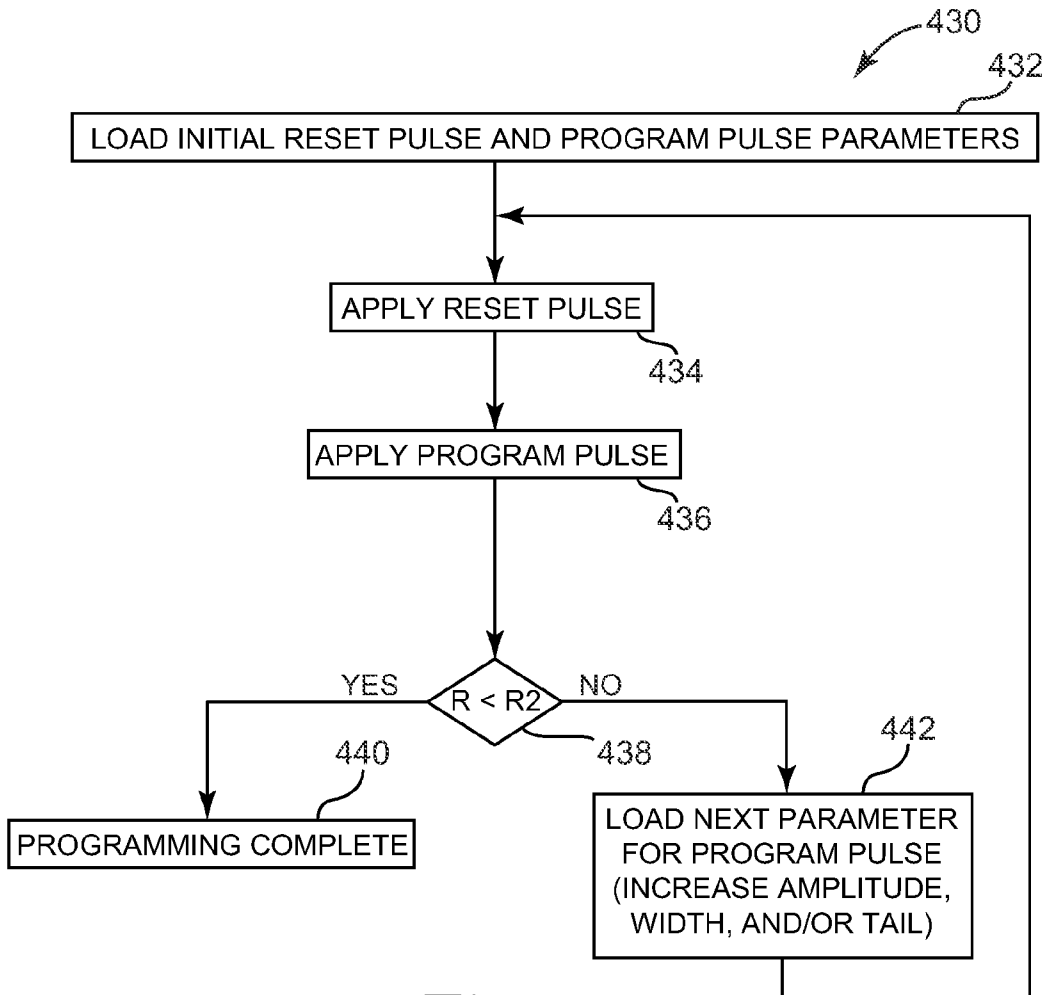 430
432
LOAD INITIAL RESET PULSE AND PROGRAM PULSE PARAMETERS
APPLY RESET PULSE
434
APPLY PROGRAM PULSE
436
YES
R < R2
NO
438
440
442
PROGRAMMING COMPLETE
LOAD NEXT PARAMETER
FOR PROGRAM PULSE
(INCREASE AMPLITUDE,
WIDTH, AND/OR TAIL)